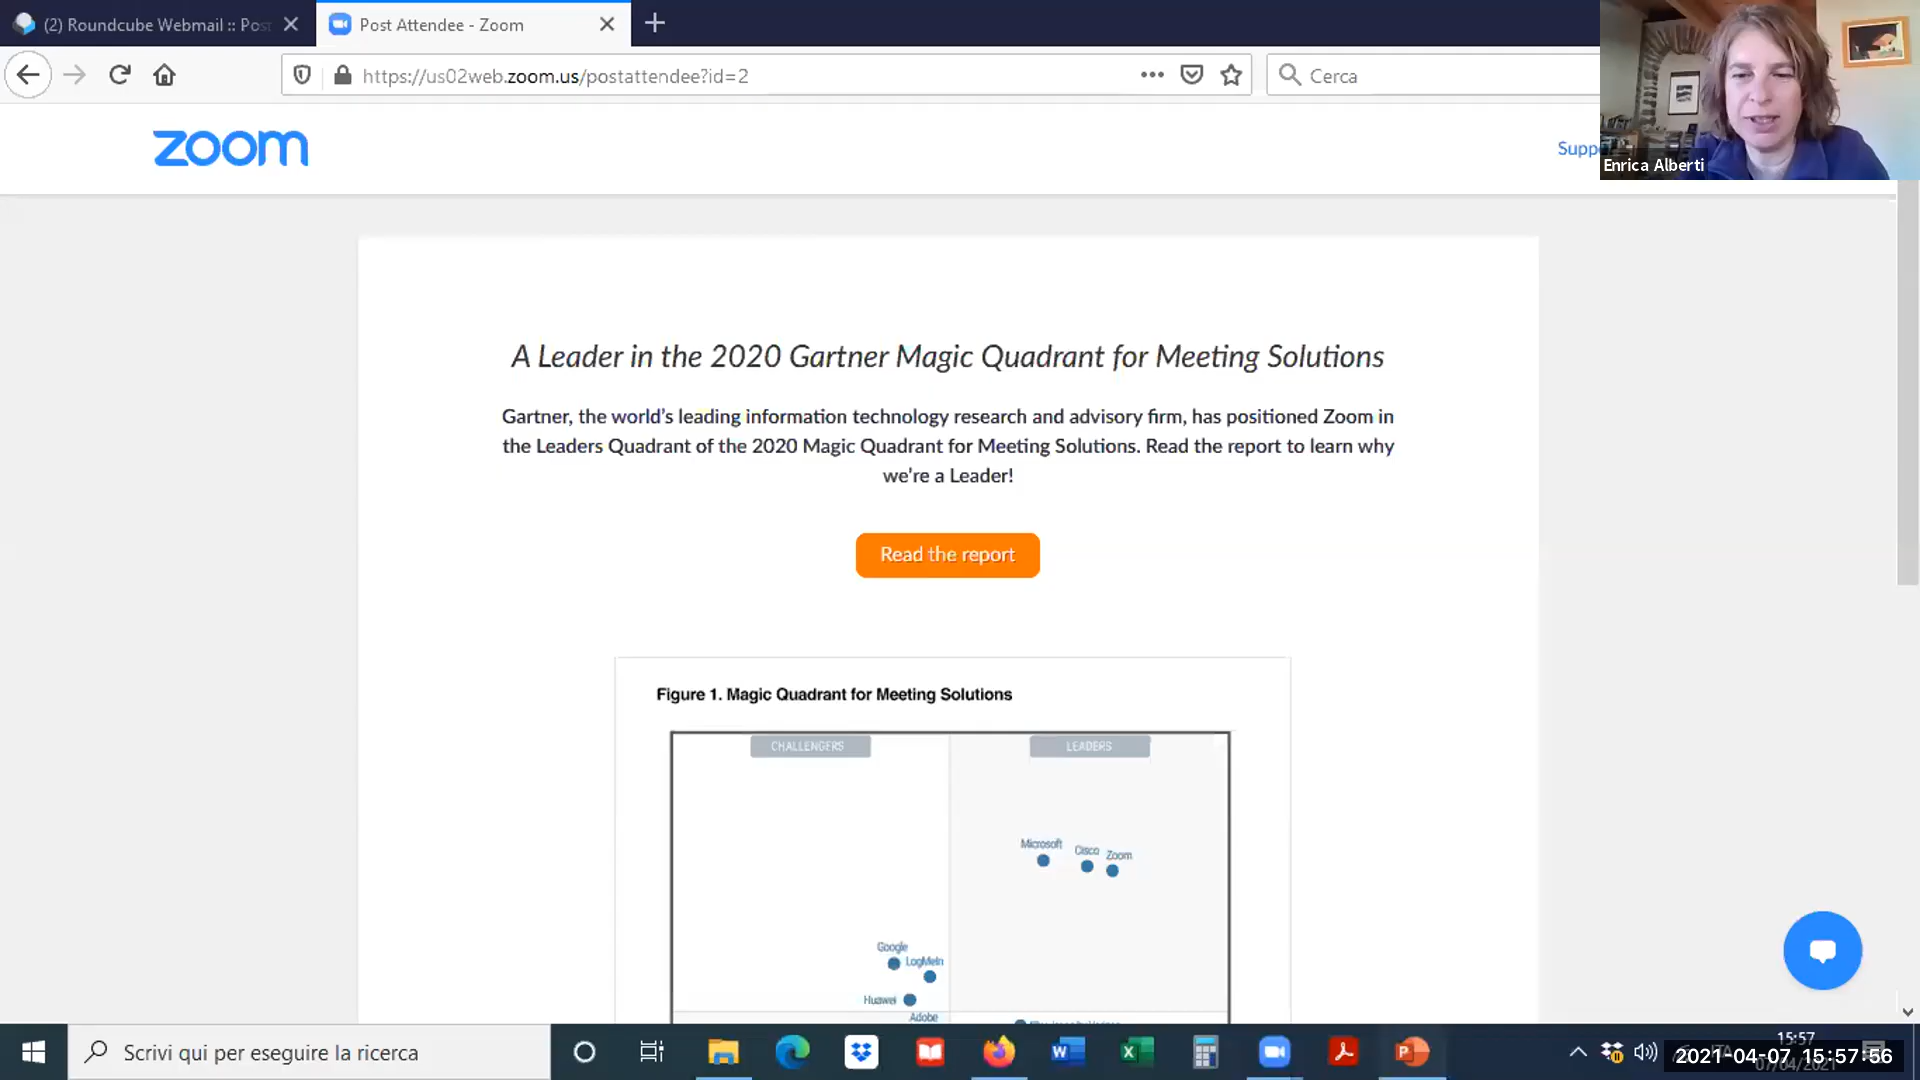 (2) Roundcube Webmail :: Pos
Post Attendee - Zoom
https://us02web.zoom.us/postattendee?id=2
Cerca
zoom
Supp
Enrica Alberti
A Leader in the 2020 Gartner Magic Quadrant for Meeting Solutions
Gartner, the world's leading information technology research and advisory firm, has positioned Zoom in
the Leaders Quadrant of the 2020 Magic Quadrant for Meeting Solutions. Read the report to learn why
we're a Leader!
Read the report
Figure 1. Magic Quadrant for Meeting Solutions
CHALLENGERS
LEADERS
Microsoft
Cisco
Zoom
Google
LogMeIn
Huawei
Adobe
Scrivi qui per eseguire la ricerca
15:57
2021-04-07 15:57:56